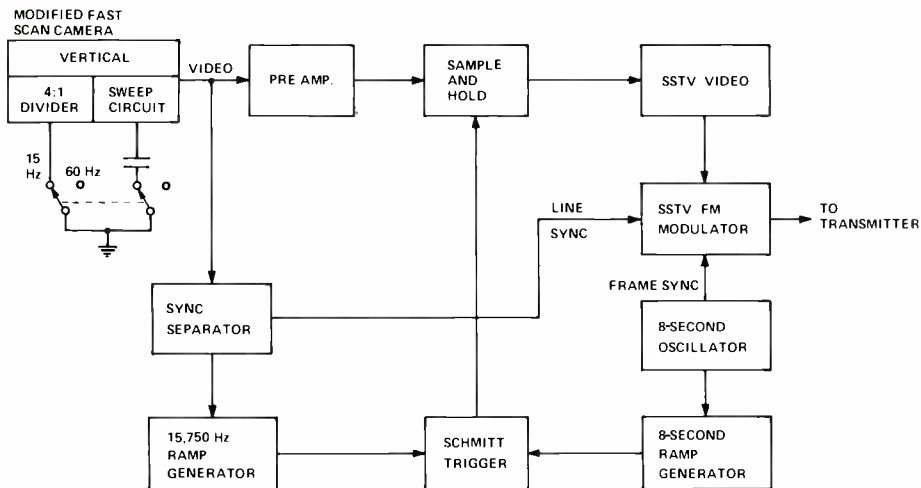 MODIFIED FAST
SCAN CAMERA
VERTICAL
4:1
DIVIDER
SWEEP
CIRCUIT
15
Hz
60 Hz
VIDEO
PRE AMP.
SAMPLE
AND
HOLD
SSTV VIDEO
LINE
SYNC
SSTV FM
MODULATOR
TO
TRANSMITTER
FRAME SYNC
SYNC
SEPARATOR
8-SECOND
OSCILLATOR
15,750 Hz
RAMP
GENERATOR
SCHMITT
TRIGGER
8-SECOND
RAMP
GENERATOR